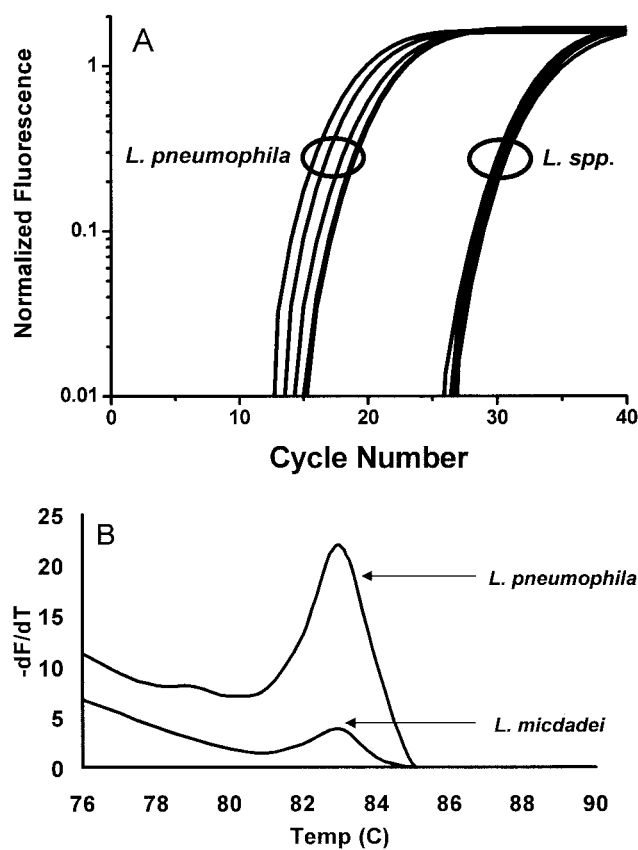 A
Normalized Fluorescence
1
0.1
0.01
L. pneumophila
L. spp.
0 10 20 30 40
Cycle Number
B
-dF/dT
25
20
15
10
5
0
L. pneumophila
L. micdadei
76 78 80 82 84 86 88 90
Temp (C)